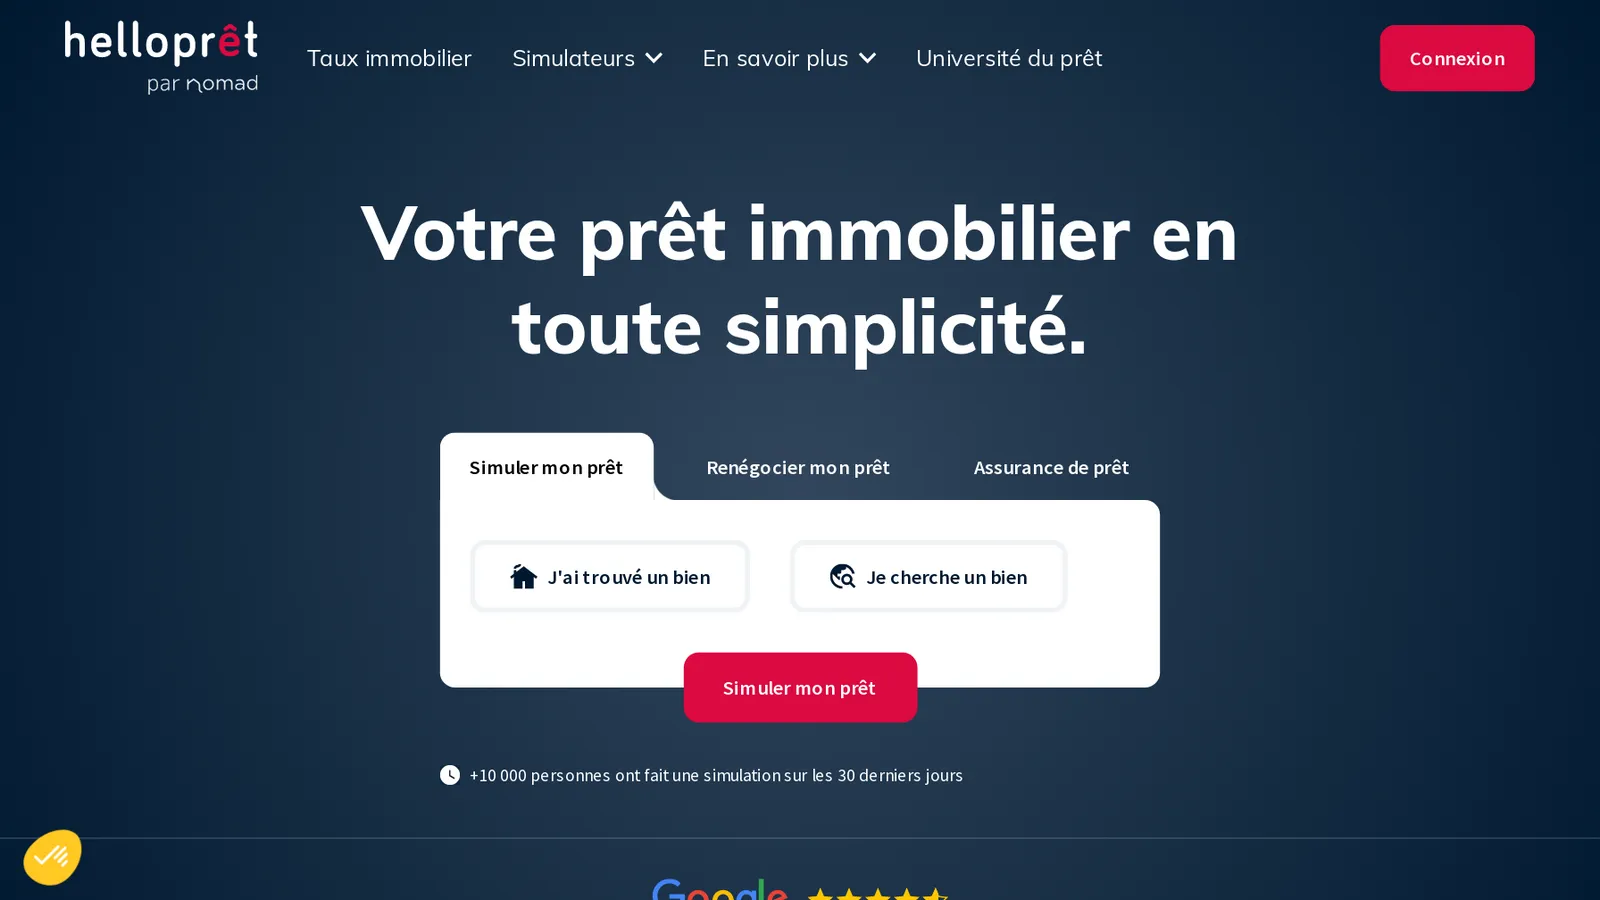 helloprêt
par nomad
Taux immobilier
Simulateurs
En savoir plus
Université du prêt
Connexion
Votre prêt immobilier en
toute simplicité.
Simuler mon prêt
Renégocier mon prêt
Assurance de prêt
J'ai trouvé un bien
Je cherche un bien
Simuler mon prêt
+10 000 personnes ont fait une simulation sur les 30 derniers jours
Google